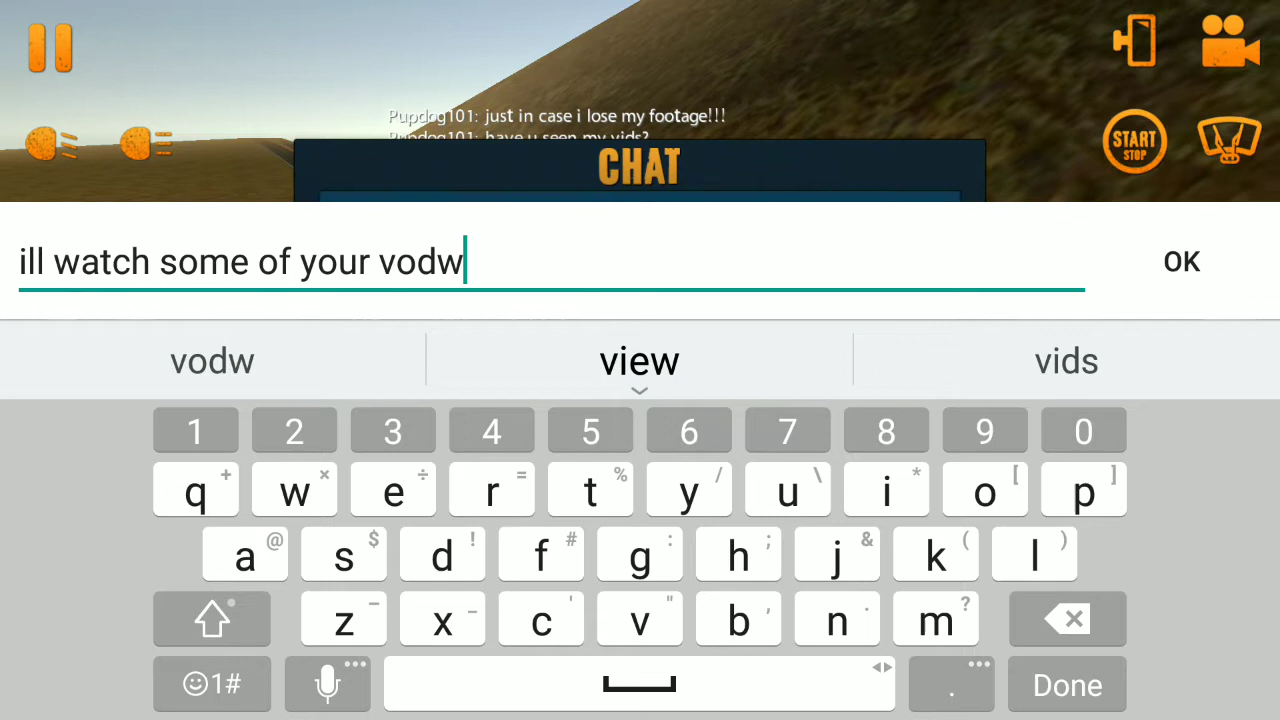 Pupdog101: just in case i lose my footage!!!
Pupdog101: have u seen my vids?
START
STOP
CHAT
ill watch some of your vodw
OK
vodw
view
vids
1 2 3 4 5 6 7 8 9 0
+ × ÷ = % / \ * [ ]
q w e r t y u i o p
@ $ ! # : ; & ( )
a s d f g h j k l
– _ ' " , . ?
z x c v b n m
1# . Done